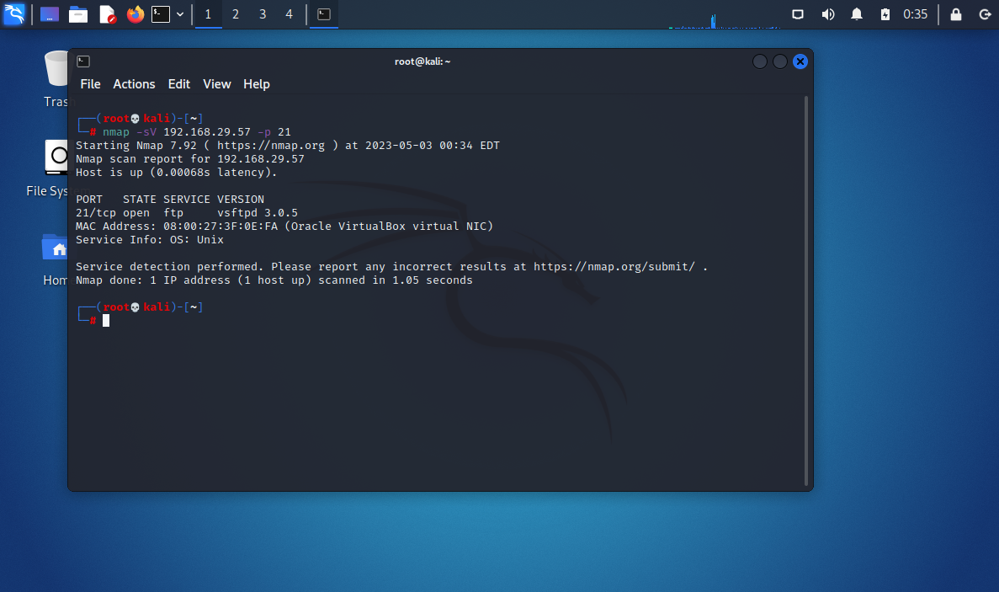 1 2 3 4 0:35
root@kali: ~
File Actions Edit View Help
Trash
File Sys
Hom
┌──(root💀kali)-[~]
└─# nmap -sV 192.168.29.57 -p 21
Starting Nmap 7.92 ( https://nmap.org ) at 2023-05-03 00:34 EDT
Nmap scan report for 192.168.29.57
Host is up (0.00068s latency).
PORT   STATE SERVICE VERSION
21/tcp open  ftp     vsftpd 3.0.5
MAC Address: 08:00:27:3F:0E:FA (Oracle VirtualBox virtual NIC)
Service Info: OS: Unix
Service detection performed. Please report any incorrect results at https://nmap.org/submit/ .
Nmap done: 1 IP address (1 host up) scanned in 1.05 seconds
┌──(root💀kali)-[~]
└─#